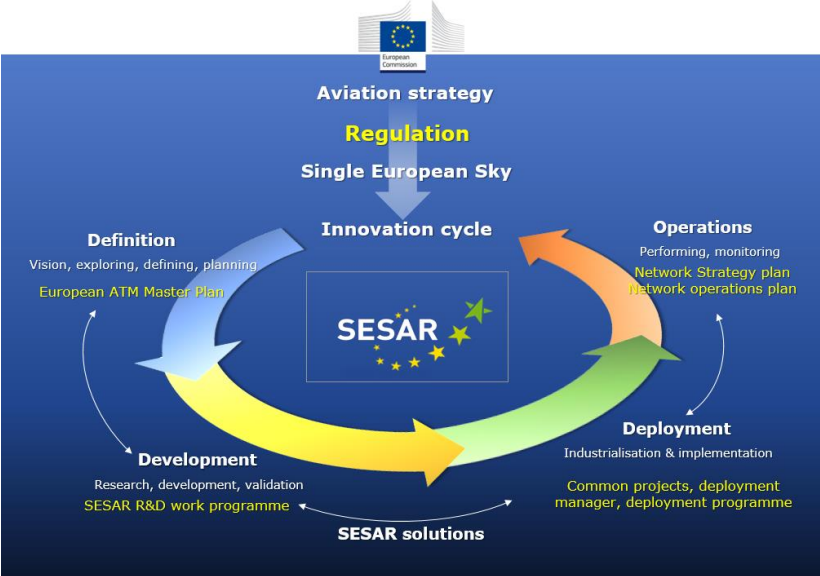 European
Commission
Aviation strategy
Regulation
Single European Sky
Innovation cycle
Definition
Vision, exploring, defining, planning
European ATM Master Plan
Operations
Performing, monitoring
Network Strategy plan
Network operations plan
SESAR
Development
Research, development, validation
SESAR R&D work programme
Deployment
Industrialisation & implementation
Common projects, deployment
manager, deployment programme
SESAR solutions